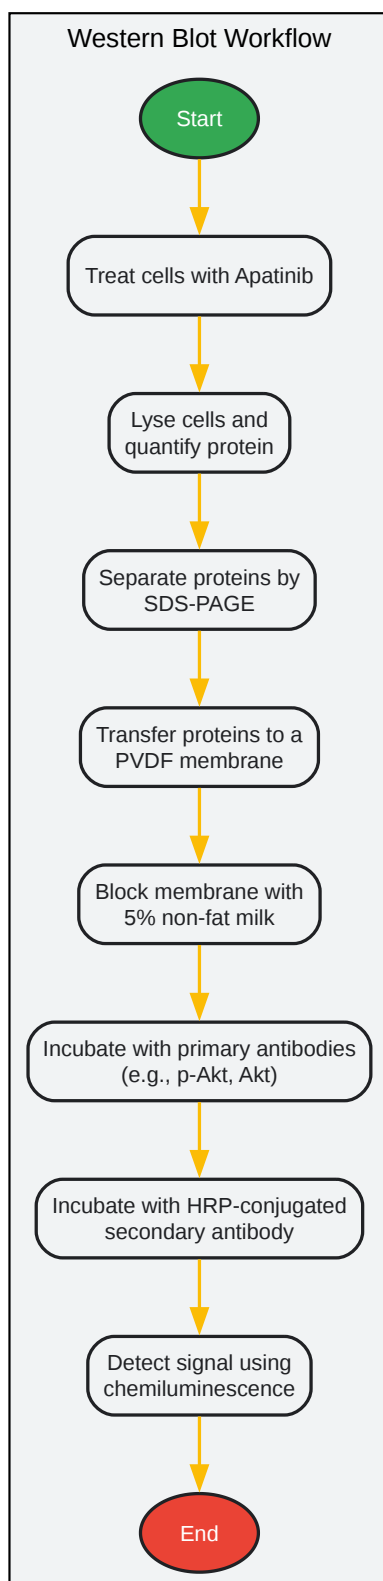 Western Blot Workflow
Start
Treat cells with Apatinib
Lyse cells and
quantify protein
Separate proteins by
SDS-PAGE
Transfer proteins to a
PVDF membrane
Block membrane with
5% non-fat milk
Incubate with primary antibodies
(e.g., p-Akt, Akt)
Incubate with HRP-conjugated
secondary antibody
Detect signal using
chemiluminescence
End